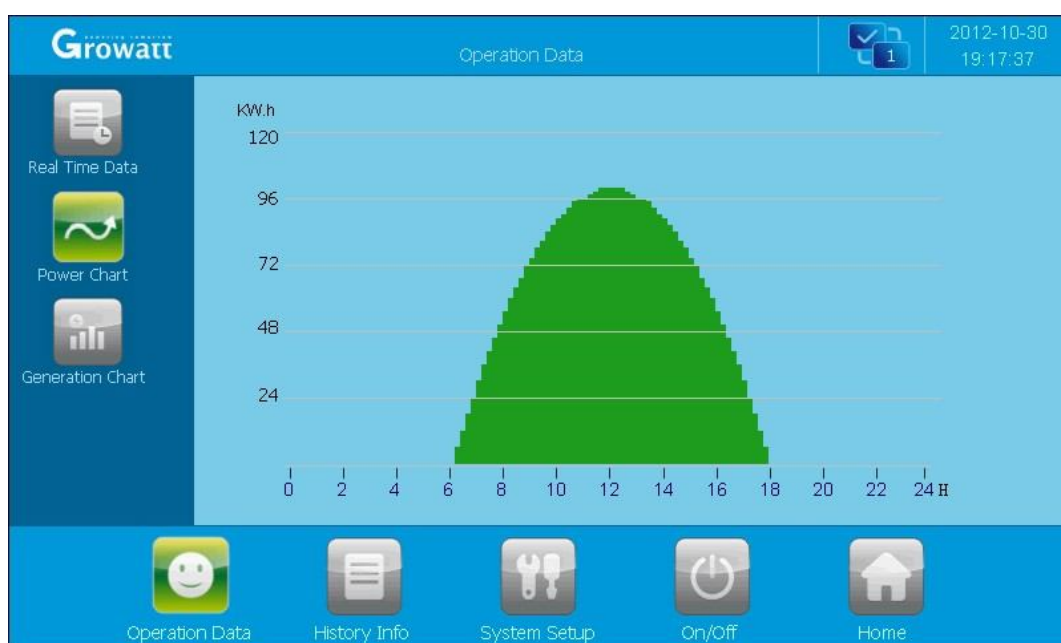 Growatt
Operation Data
1
2012-10-30
19:17:37
Real Time Data
Power Chart
Generation Chart
KW.h
120
96
72
48
24
0 2 4 6 8 10 12 14 16 18 20 22 24 H
Operation Data
History Info
System Setup
On/Off
Home